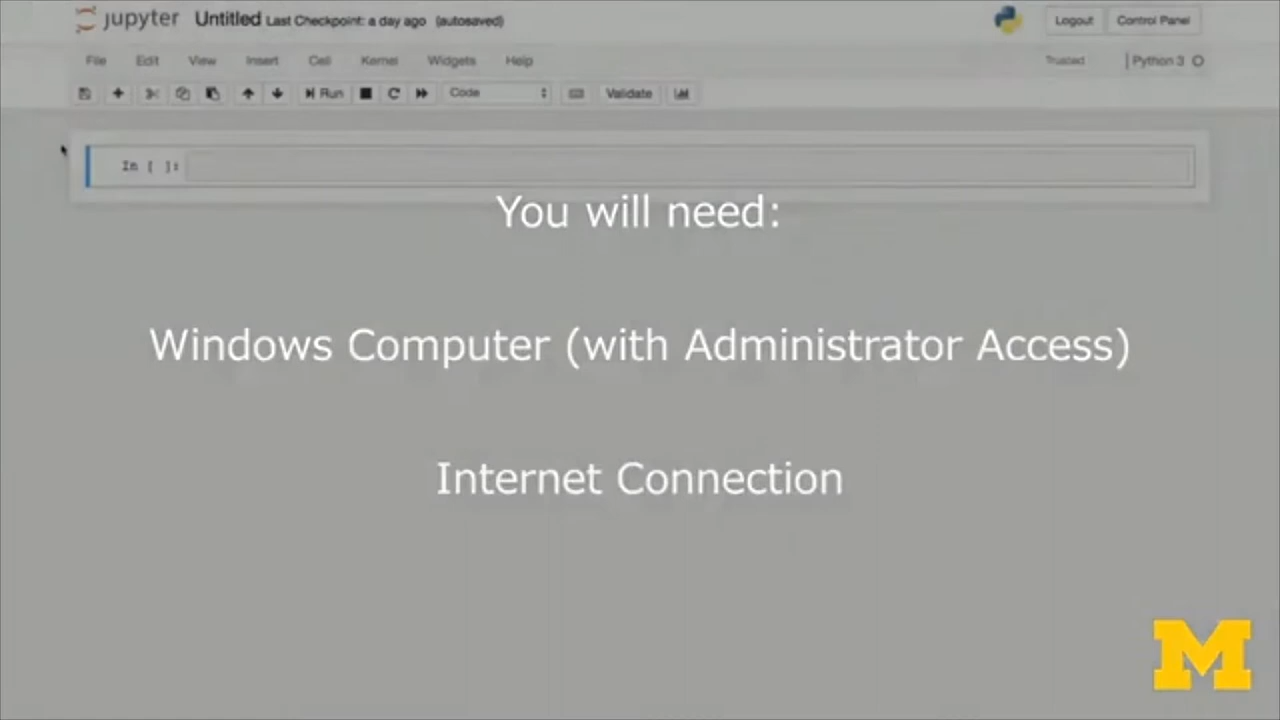 jupyter Untitled Last Checkpoint: a day ago (autosaved) Logout Control Panel
File Edit View Insert Cell Kernel Widgets Help Trusted Python 3
Run Code Validate
In [ ]:
You will need:
Windows Computer (with Administrator Access)
Internet Connection
M